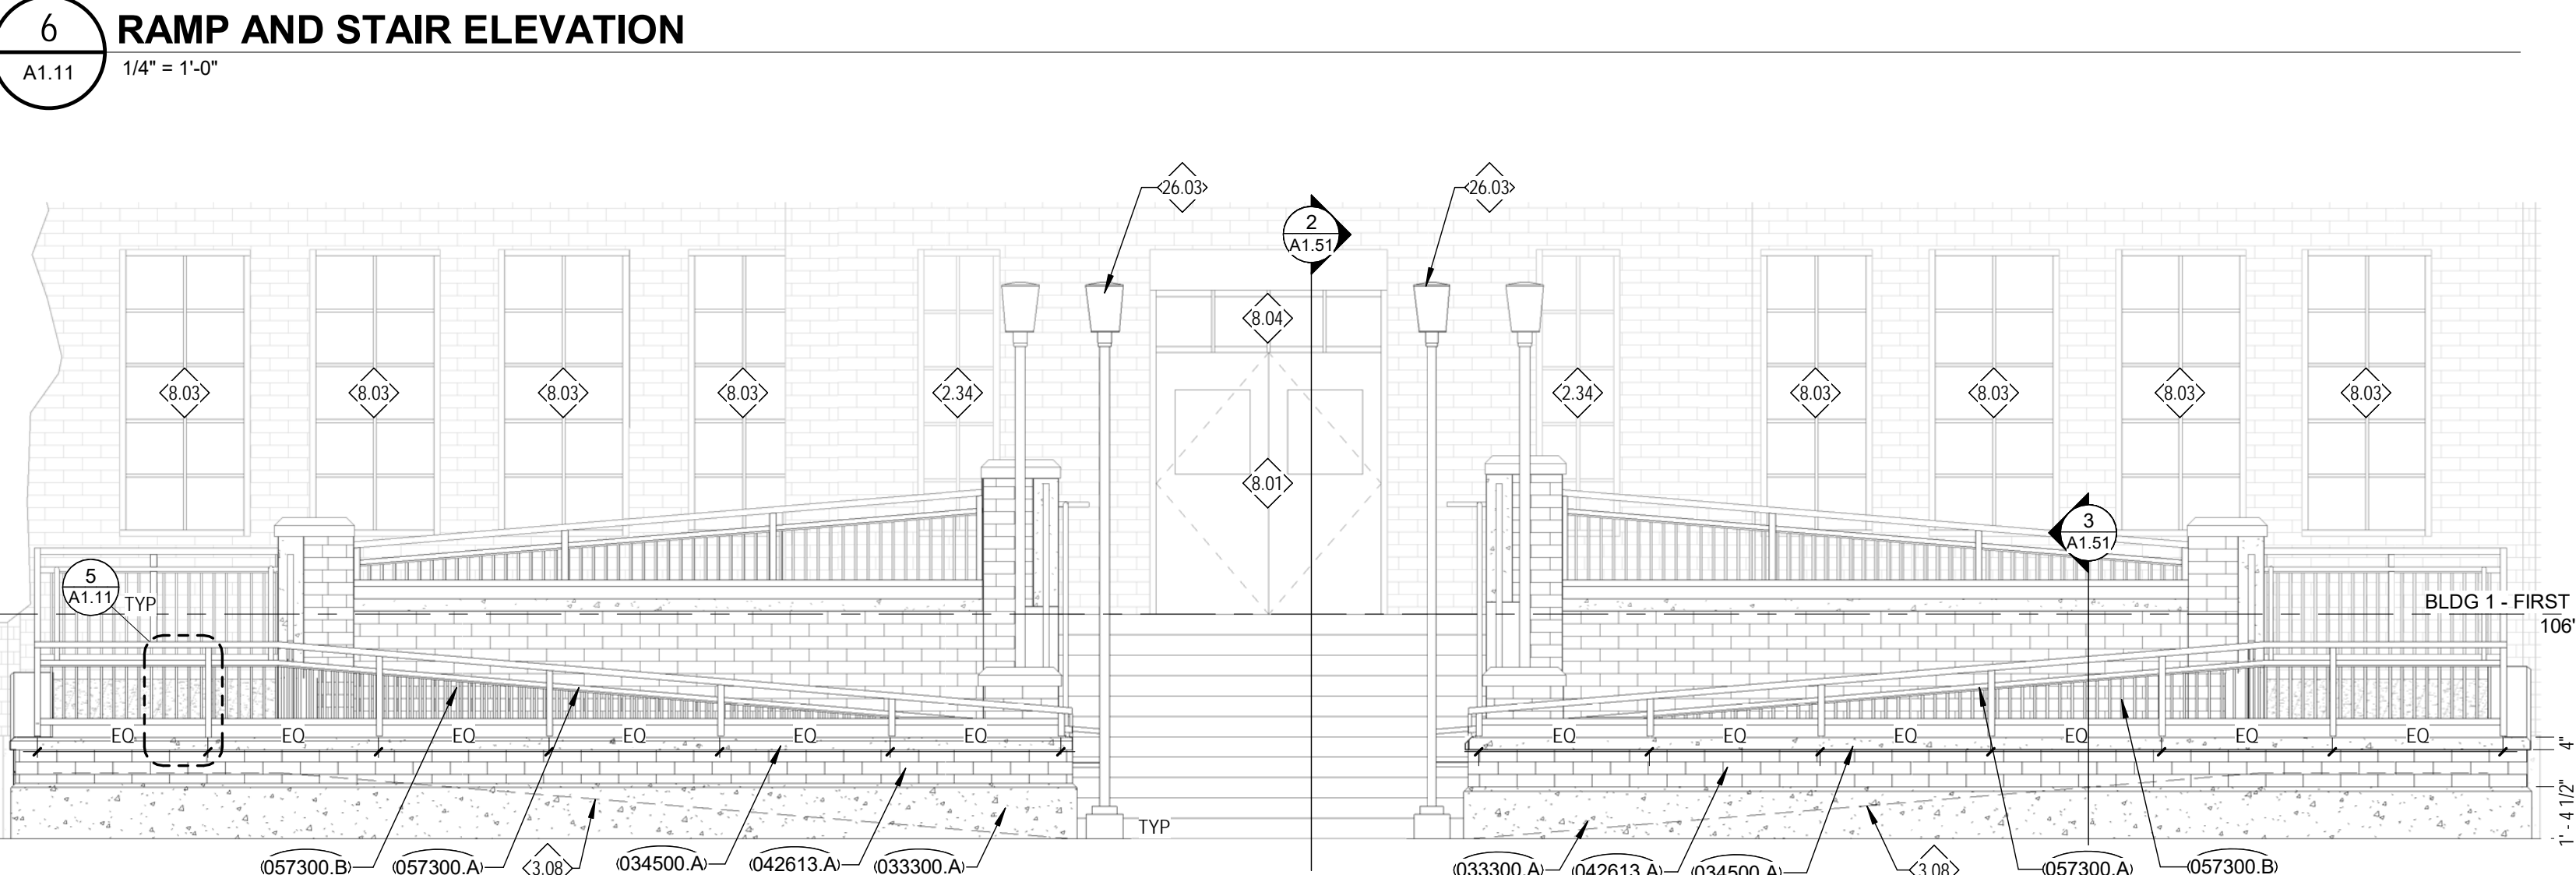 6
RAMP AND STAIR ELEVATION
A1.11
1/4" = 1'-0"
26.03
26.03
2
A1.51
8.04
8.03
8.03
8.03
8.03
2.34
2.34
8.03
8.03
8.03
8.03
8.01
3
A1.51
5
A1.11
TYP
BLDG 1 - FIRST
106'
EQ
EQ
EQ
EQ
EQ
EQ
EQ
EQ
EQ
EQ
EQ
EQ
4"
1' - 4 1/2"
TYP
057300.B
057300.A
3.08
034500.A
042613.A
033300.A
033300.A
042613.A
034500.A
3.08
057300.A
057300.B